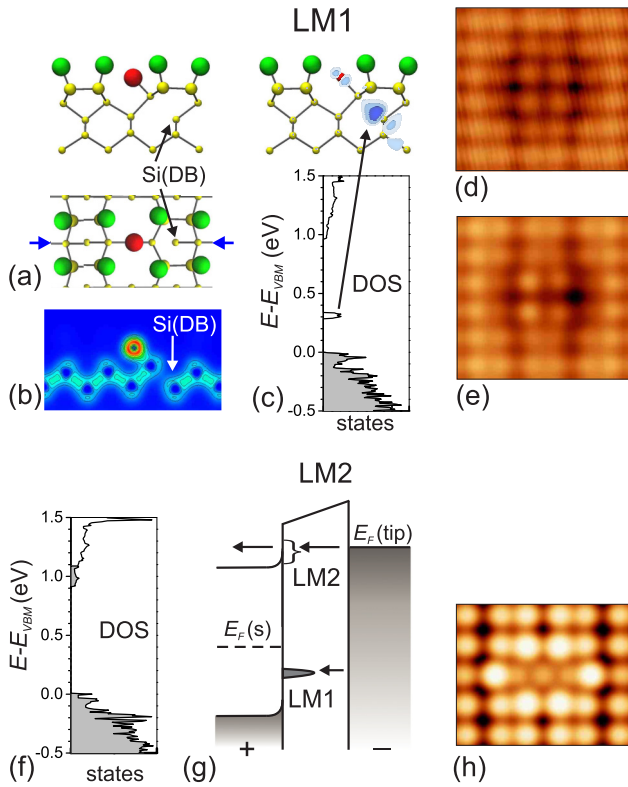 LM1
Si(DB)
(a)
Si(DB)
(b)
1.5
1.0
0.5
0.0
-0.5
E-E_VBM (eV)
DOS
states
(c)
(d)
(e)
LM2
1.5
1.0
0.5
0.0
-0.5
E-E_VBM (eV)
DOS
states
(f)
E_F(tip)
LM2
E_F(s)
LM1
+
−
(g)
(h)